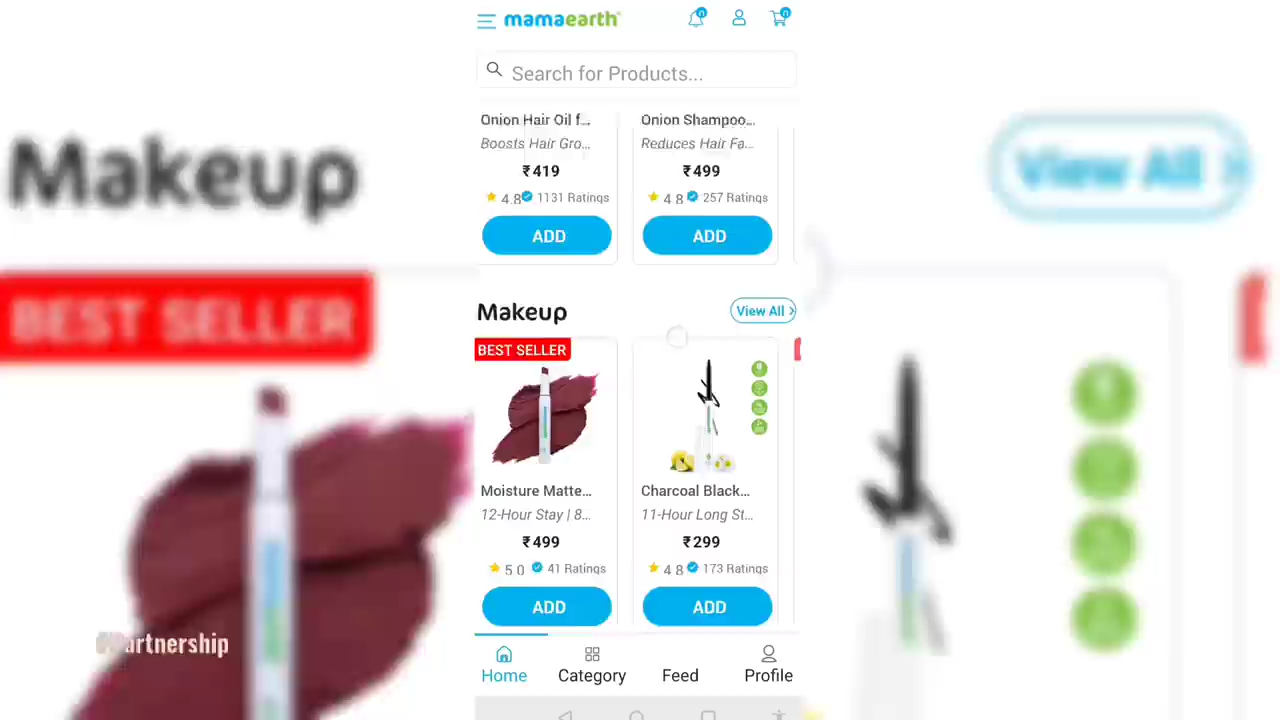 mamaearth
Search for Products...
Onion Hair Oil f...
Onion Shampoo...
Boosts Hair Gro...
Reduces Hair Fa...
₹419
₹499
4.8 1131 Ratings
4.8 257 Ratings
ADD
ADD
Makeup
View All >
Makeup
View All >
BEST SELLER
BEST SELLER
Moisture Matte...
Charcoal Black...
12-Hour Stay | 8...
11-Hour Long St...
₹499
₹299
5.0 41 Ratings
4.8 173 Ratings
ADD
ADD
Home
Category
Feed
Profile